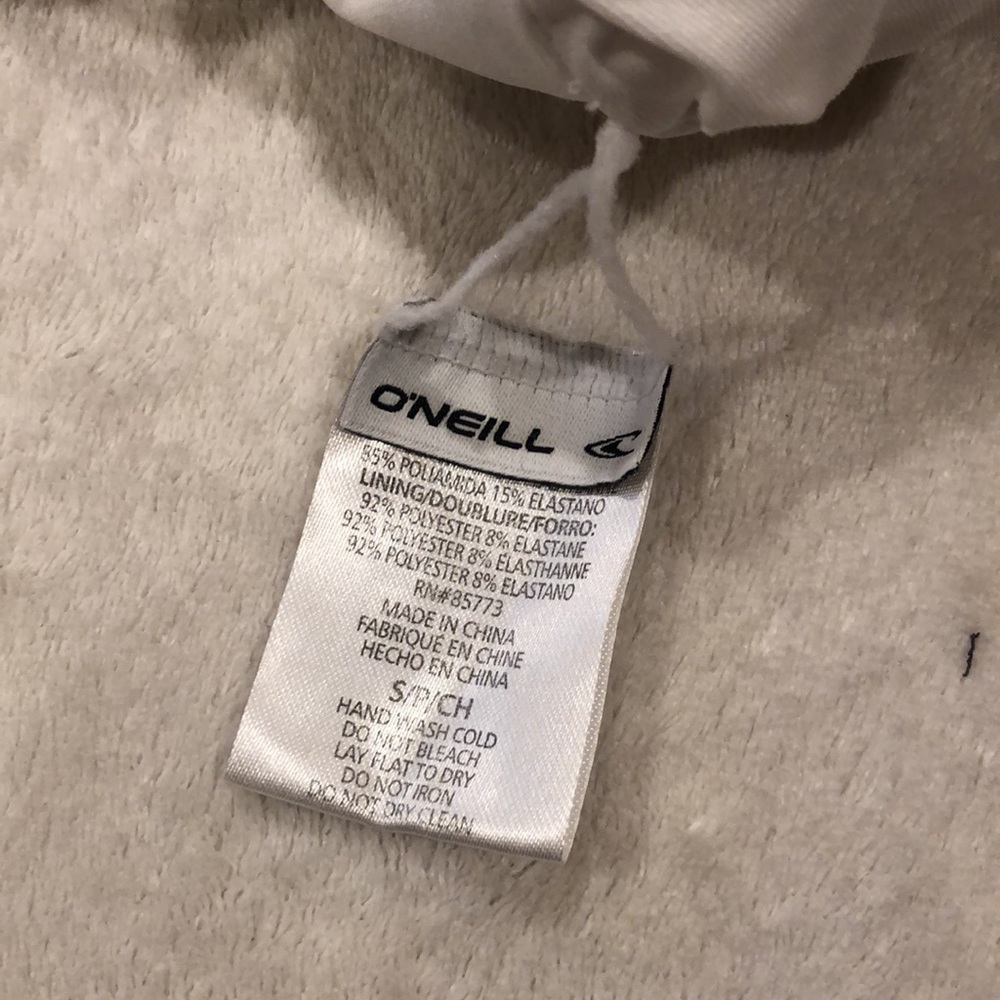 O'NEILL
85% POLIAMIDA 15% ELASTANO
LINING/DOUBLURE/FORRO:
92% POLYESTER 8% ELASTANE
92% POLYESTER 8% ELASTHANNE
92% POLYESTER 8% ELASTANO
RN#85773
MADE IN CHINA
FABRIQUÉ EN CHINE
HECHO EN CHINA
S/P/CH
HAND WASH COLD
DO NOT BLEACH
LAY FLAT TO DRY
DO NOT IRON
DO NOT DRY CLEAN